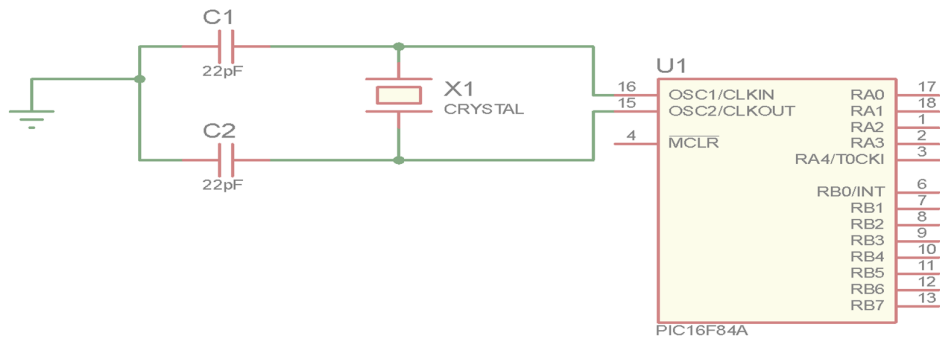 C1
22pF
X1
CRYSTAL
C2
22pF
U1
16 OSC1/CLKIN RA0 17
15 OSC2/CLKOUT RA1 18
RA2 1
4 MCLR RA3 2
RA4/T0CKI 3
RB0/INT 6
RB1 7
RB2 8
RB3 9
RB4 10
RB5 11
RB6 12
RB7 13
PIC16F84A